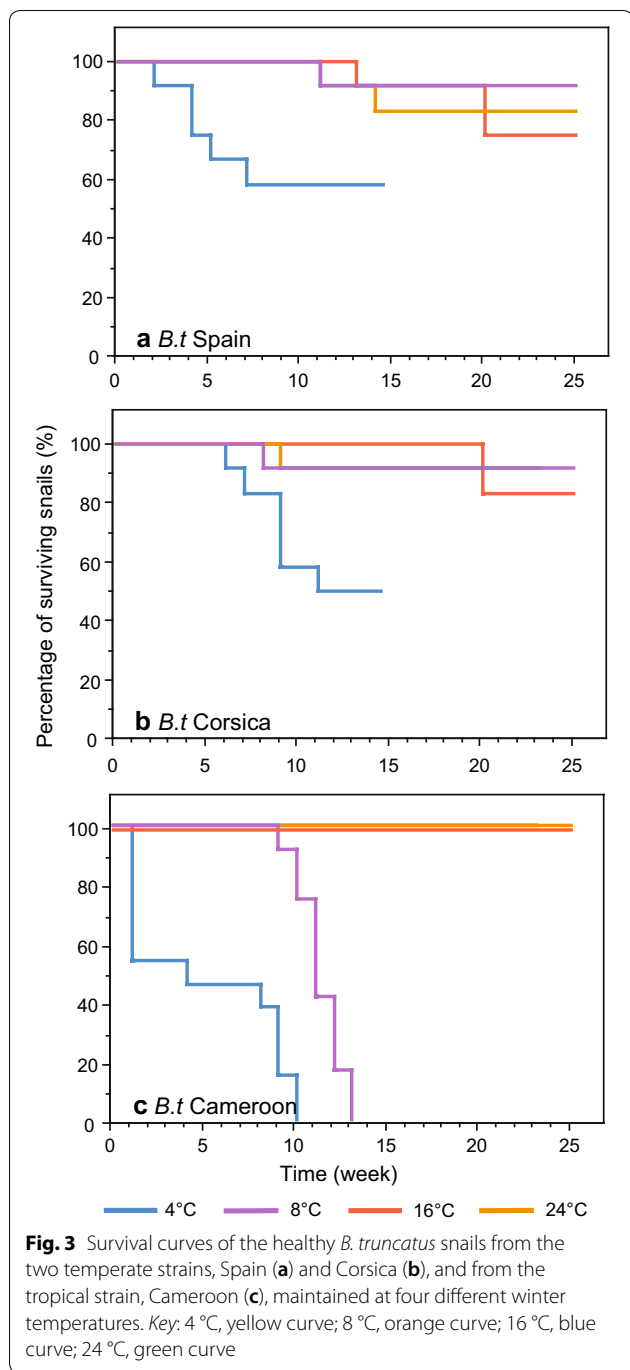 100
80
60
40
20
0
a B.t Spain
0 5 10 15 20 25
Percentage of surviving snails (%)
100
80
60
40
20
0
b B.t Corsica
0 5 10 15 20 25
100
80
60
40
20
0
c B.t Cameroon
0 5 10 15 20 25
Time (week)
4°C 8°C 16°C 24°C
Fig. 3 Survival curves of the healthy B. truncatus snails from the
two temperate strains, Spain (a) and Corsica (b), and from the
tropical strain, Cameroon (c), maintained at four different winter
temperatures. Key: 4 °C, yellow curve; 8 °C, orange curve; 16 °C, blue
curve; 24 °C, green curve